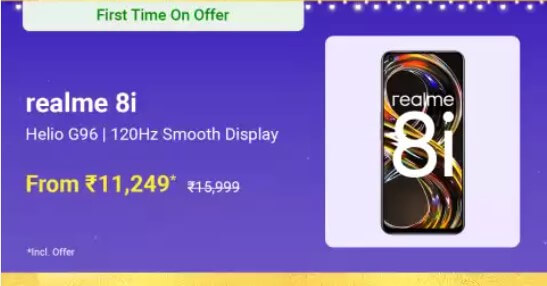 First Time On Offer
realme 8i
Helio G96 | 120Hz Smooth Display
From ₹11,249* ₹15,999
*Incl. Offer
realme
8i